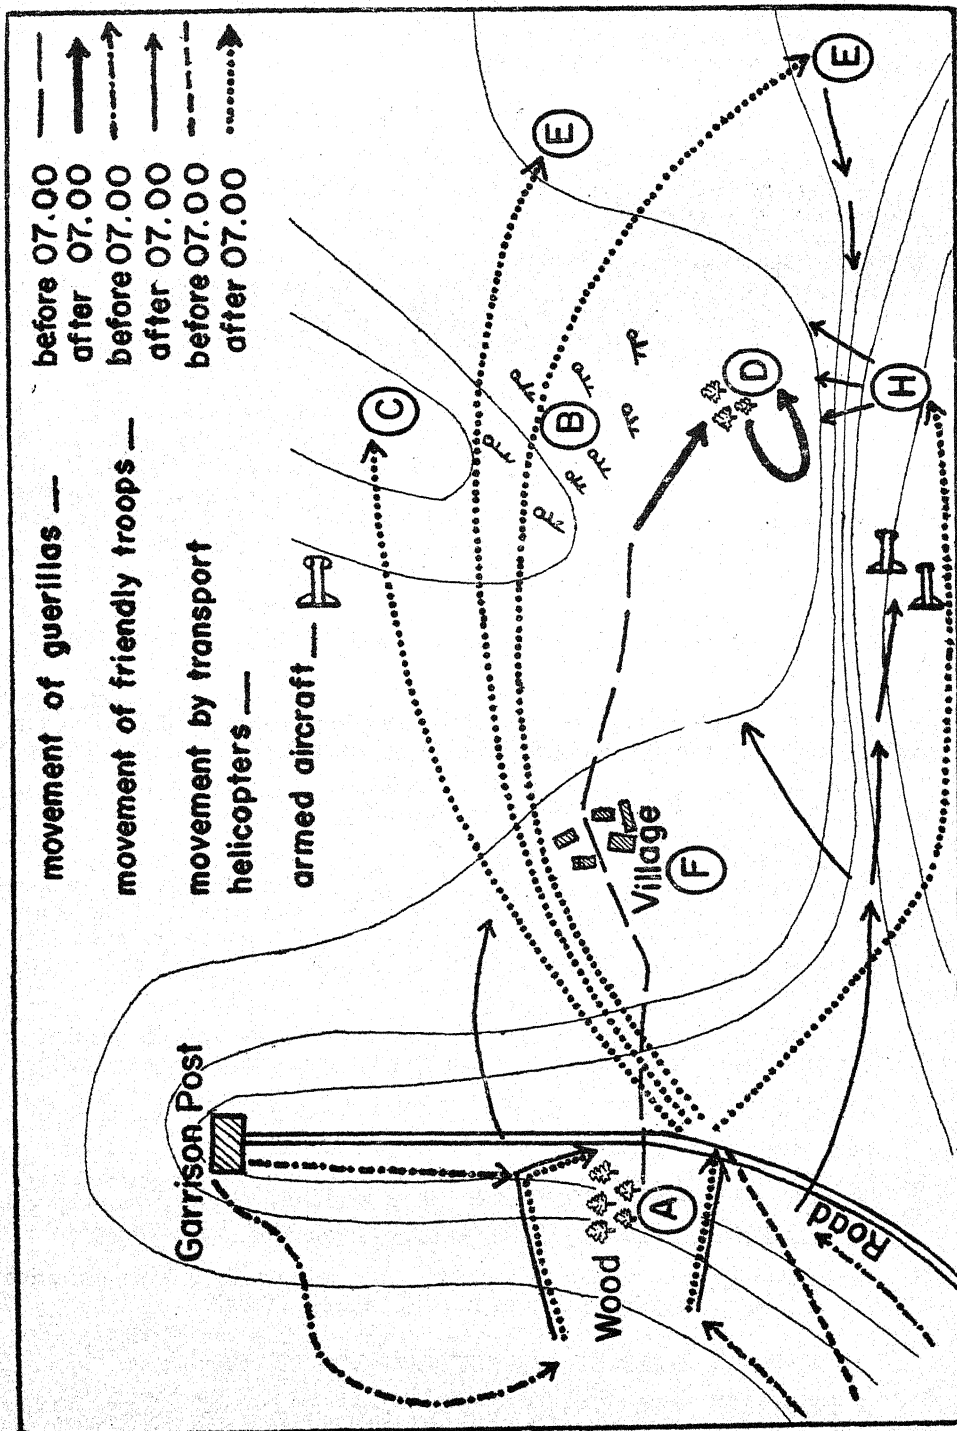 movement of guerillas — before 07.00
after 07.00
movement of friendly troops — before 07.00
after 07.00
movement by transport before 07.00
helicopters — after 07.00
armed aircraft —
Garrison Post
C
E
E
B
D
Village
F
H
Wood
A
Road